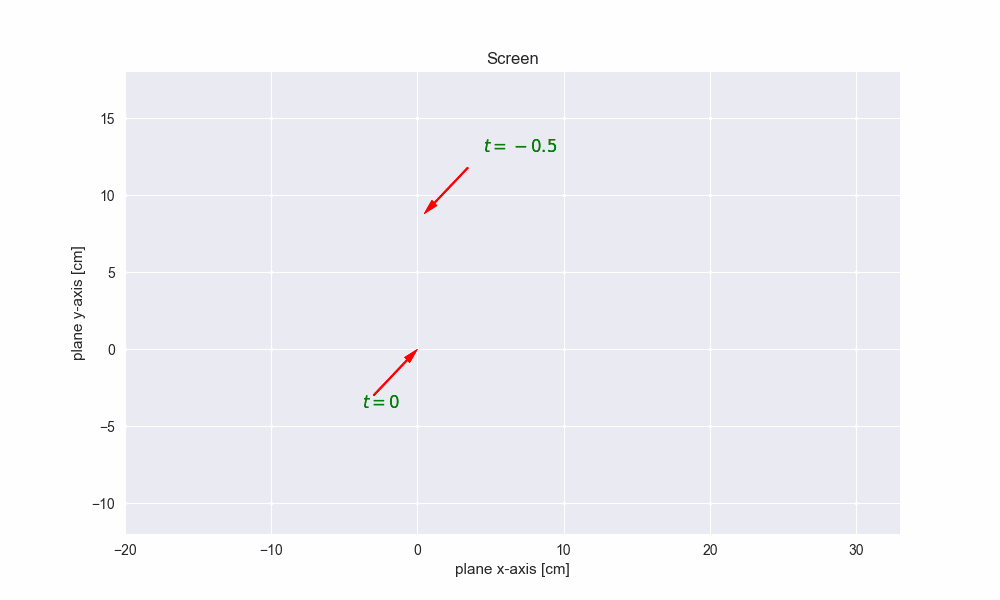 Screen
15
t = − 0.5
10
5
plane y-axis [cm]
0
t = 0
−5
−10
−20
−10
0
10
20
30
plane x-axis [cm]